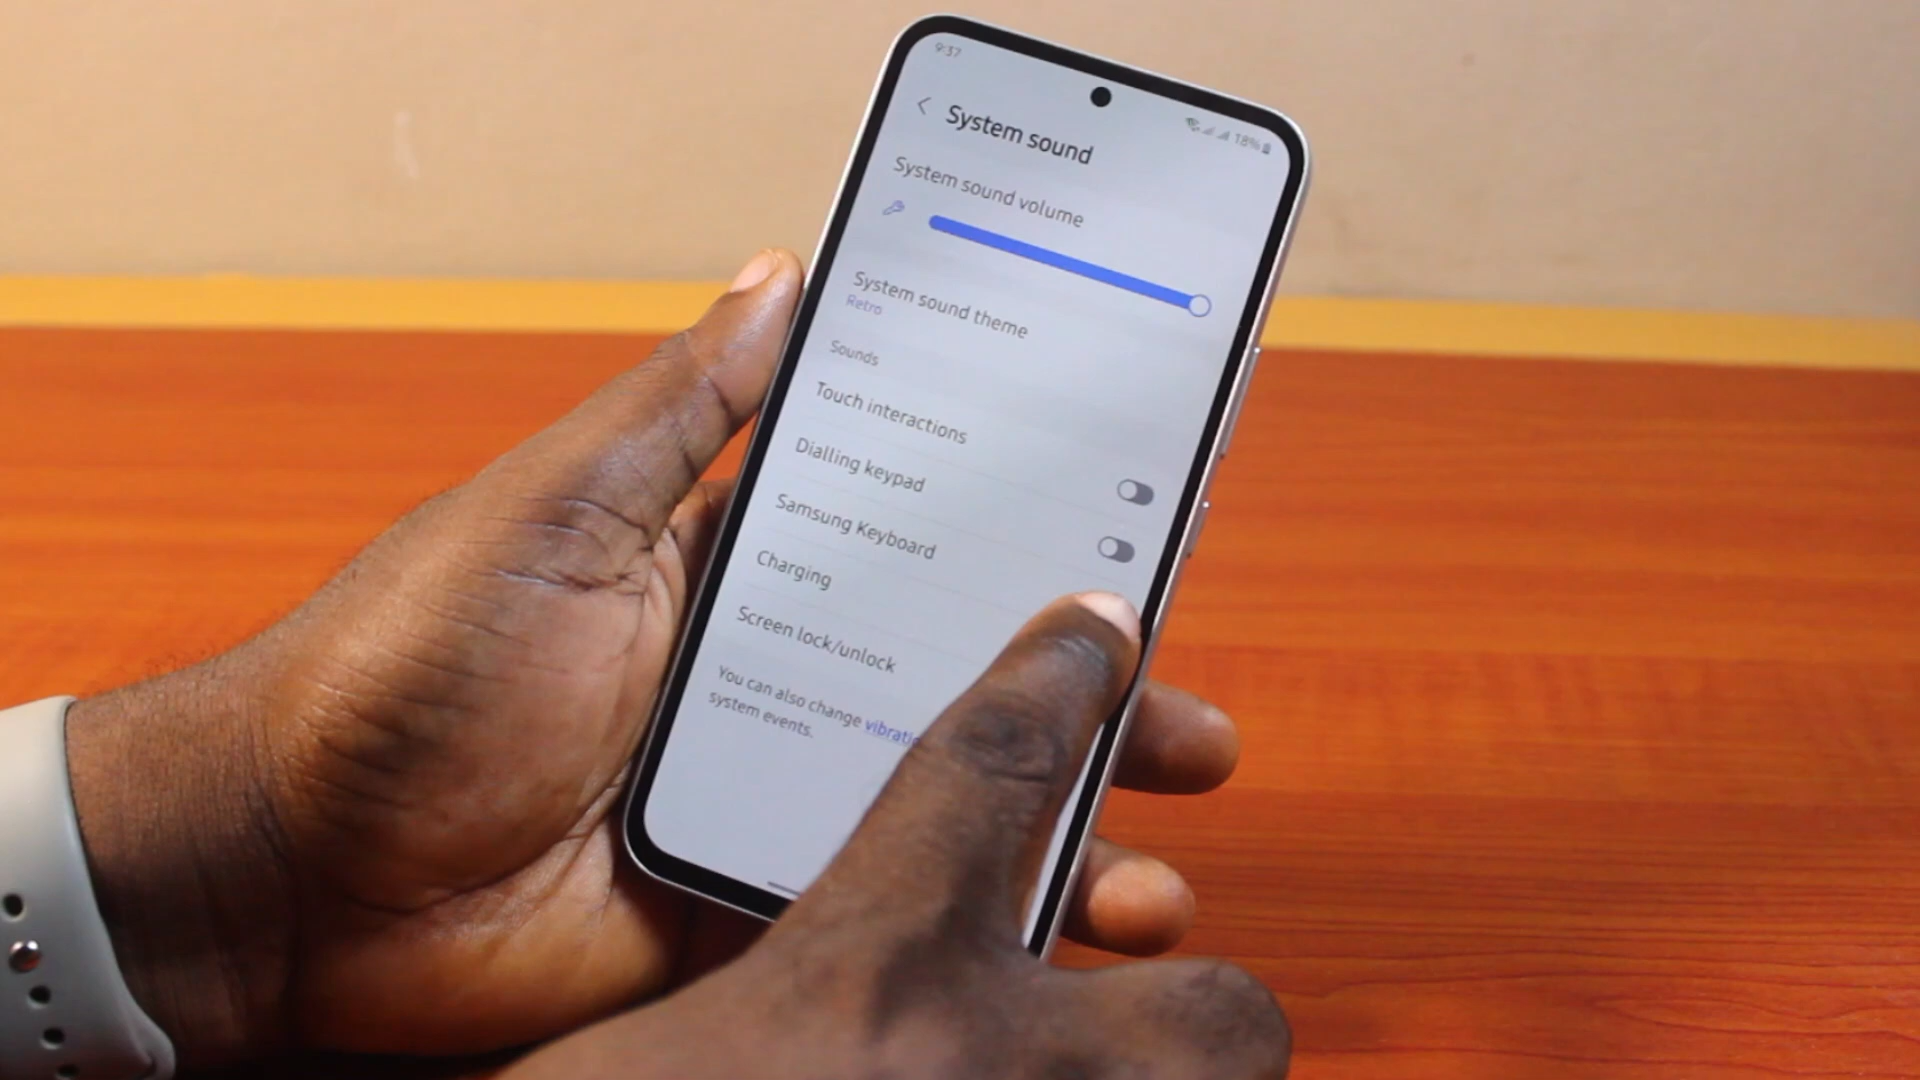 9:37
18%
System sound
System sound volume
System sound theme
Retro
Sounds
Touch interactions
Dialling keypad
Samsung Keyboard
Charging
Screen lock/unlock
You can also change
system events.